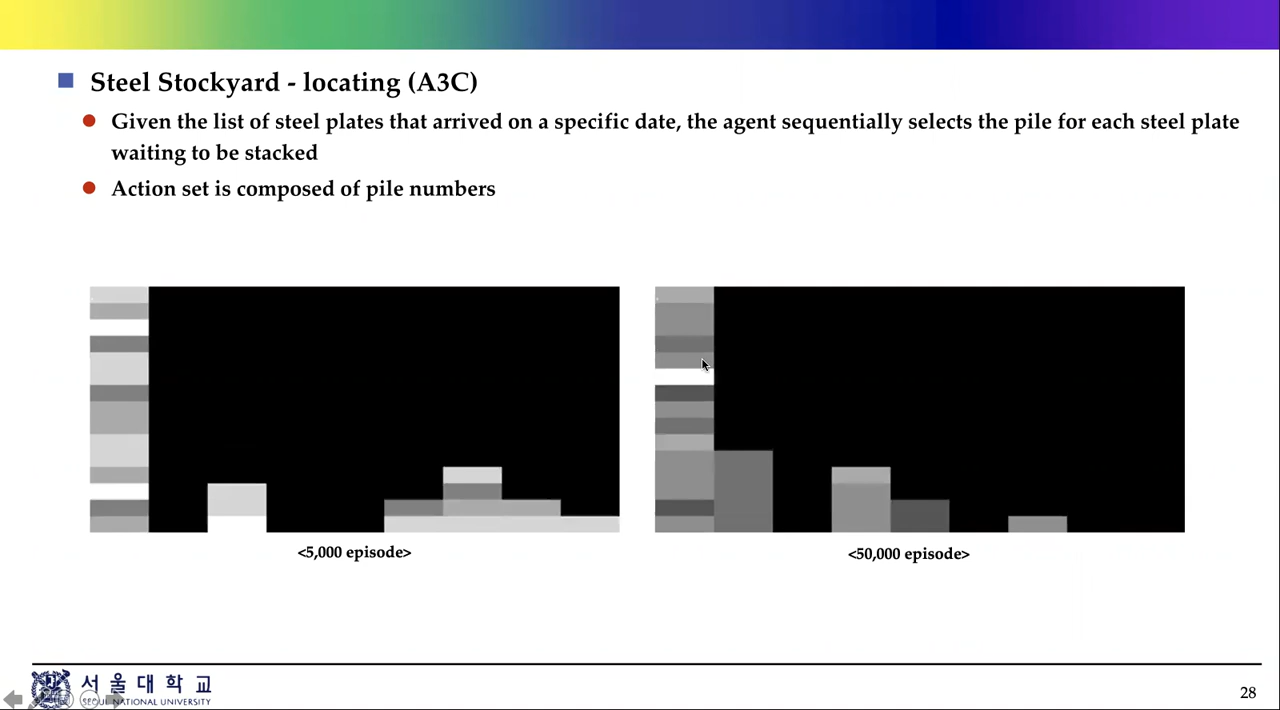 Steel Stockyard - locating (A3C)
Given the list of steel plates that arrived on a specific date, the agent sequentially selects the pile for each steel plate
waiting to be stacked
Action set is composed of pile numbers
<5,000 episode>
<50,000 episode>
서울대학교
SEOUL NATIONAL UNIVERSITY
28